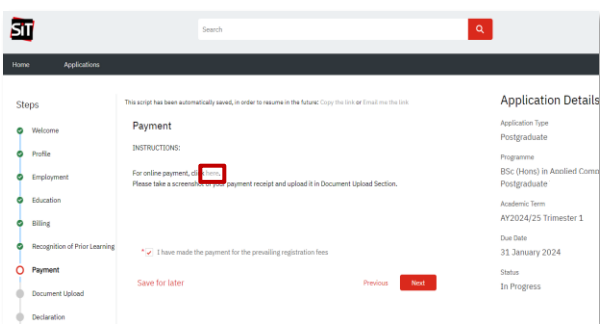 SiT
Search
Home Applications
Steps
Welcome
Profile
Employment
Education
Billing
Recognition of Prior Learning
Payment
Document Upload
Declaration
This script has been automatically saved, in order to resume in the future: Copy the link or Email me the link
Payment
INSTRUCTIONS:
For online payment, click here.
Please take a screenshot of your payment receipt and upload it in Document Upload Section.
* I have made the payment for the prevailing registration fees
Save for later Previous Next
Application Details
Application Type
Postgraduate
Programme
BSc (Hons) in Applied Comp
Postgraduate
Academic Term
AY2024/25 Trimester 1
Due Date
31 January 2024
Status
In Progress